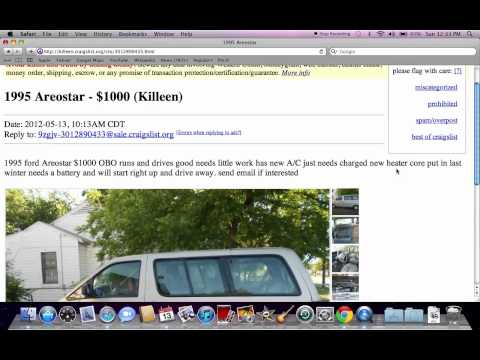 Safari File Edit View History Bookmarks Window Help
Stop Recording
Sun 12:33 PM
1995 Areostar
http://killeen.craigslist.org/cto/3012890433.html
money order, shipping, escrow, or any promise of transaction protection/certification/guarantee. More info
please flag with care: [?]
miscategorized
prohibited
spam/overpost
best of craigslist
1995 Areostar - $1000 (Killeen)
Date: 2012-05-13, 10:13AM CDT
Reply to: 9zgjv-3012890433@sale.craigslist.org [Errors when replying to ads?]
1995 ford Areostar $1000 OBO runs and drives good needs little work has new A/C just needs charged new heater core put in last
winter needs a battery and will start right up and drive away. send email if interested